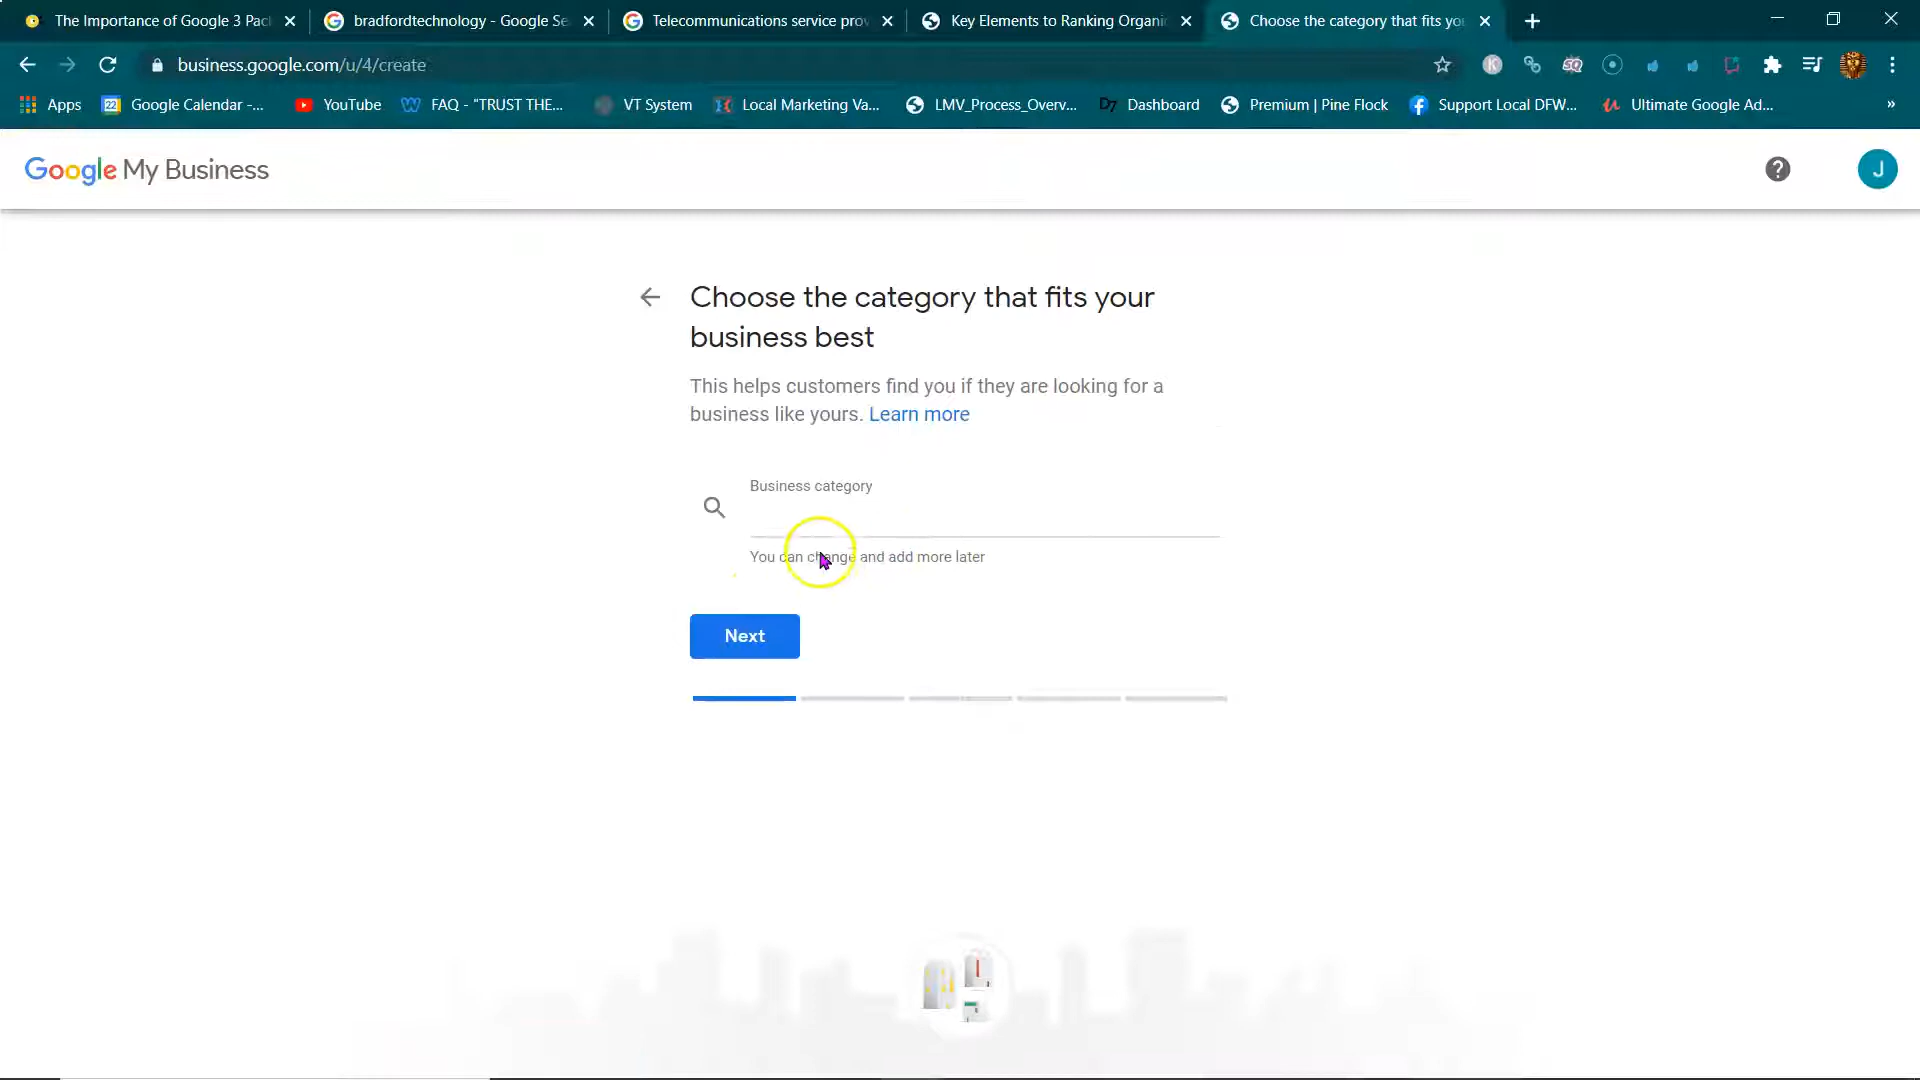 The Importance of Google 3 Pac
bradfordtechnology - Google Se
Telecommunications service prov
Key Elements to Ranking Organi
Choose the category that fits you
business.google.com/u/4/create
Apps
22
Google Calendar -...
YouTube
FAQ - "TRUST THE...
VT System
Local Marketing Va...
LMV_Process_Overv...
D7
Dashboard
Premium | Pine Flock
Support Local DFW...
Ultimate Google Ad...
»
Google My Business
J
Choose the category that fits your
business best
This helps customers find you if they are looking for a
business like yours. Learn more
Business category
You can change and add more later
Next